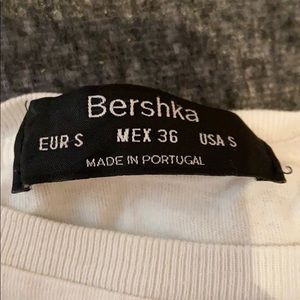 Bershka
EUR S MEX 36 USA S
MADE IN PORTUGAL